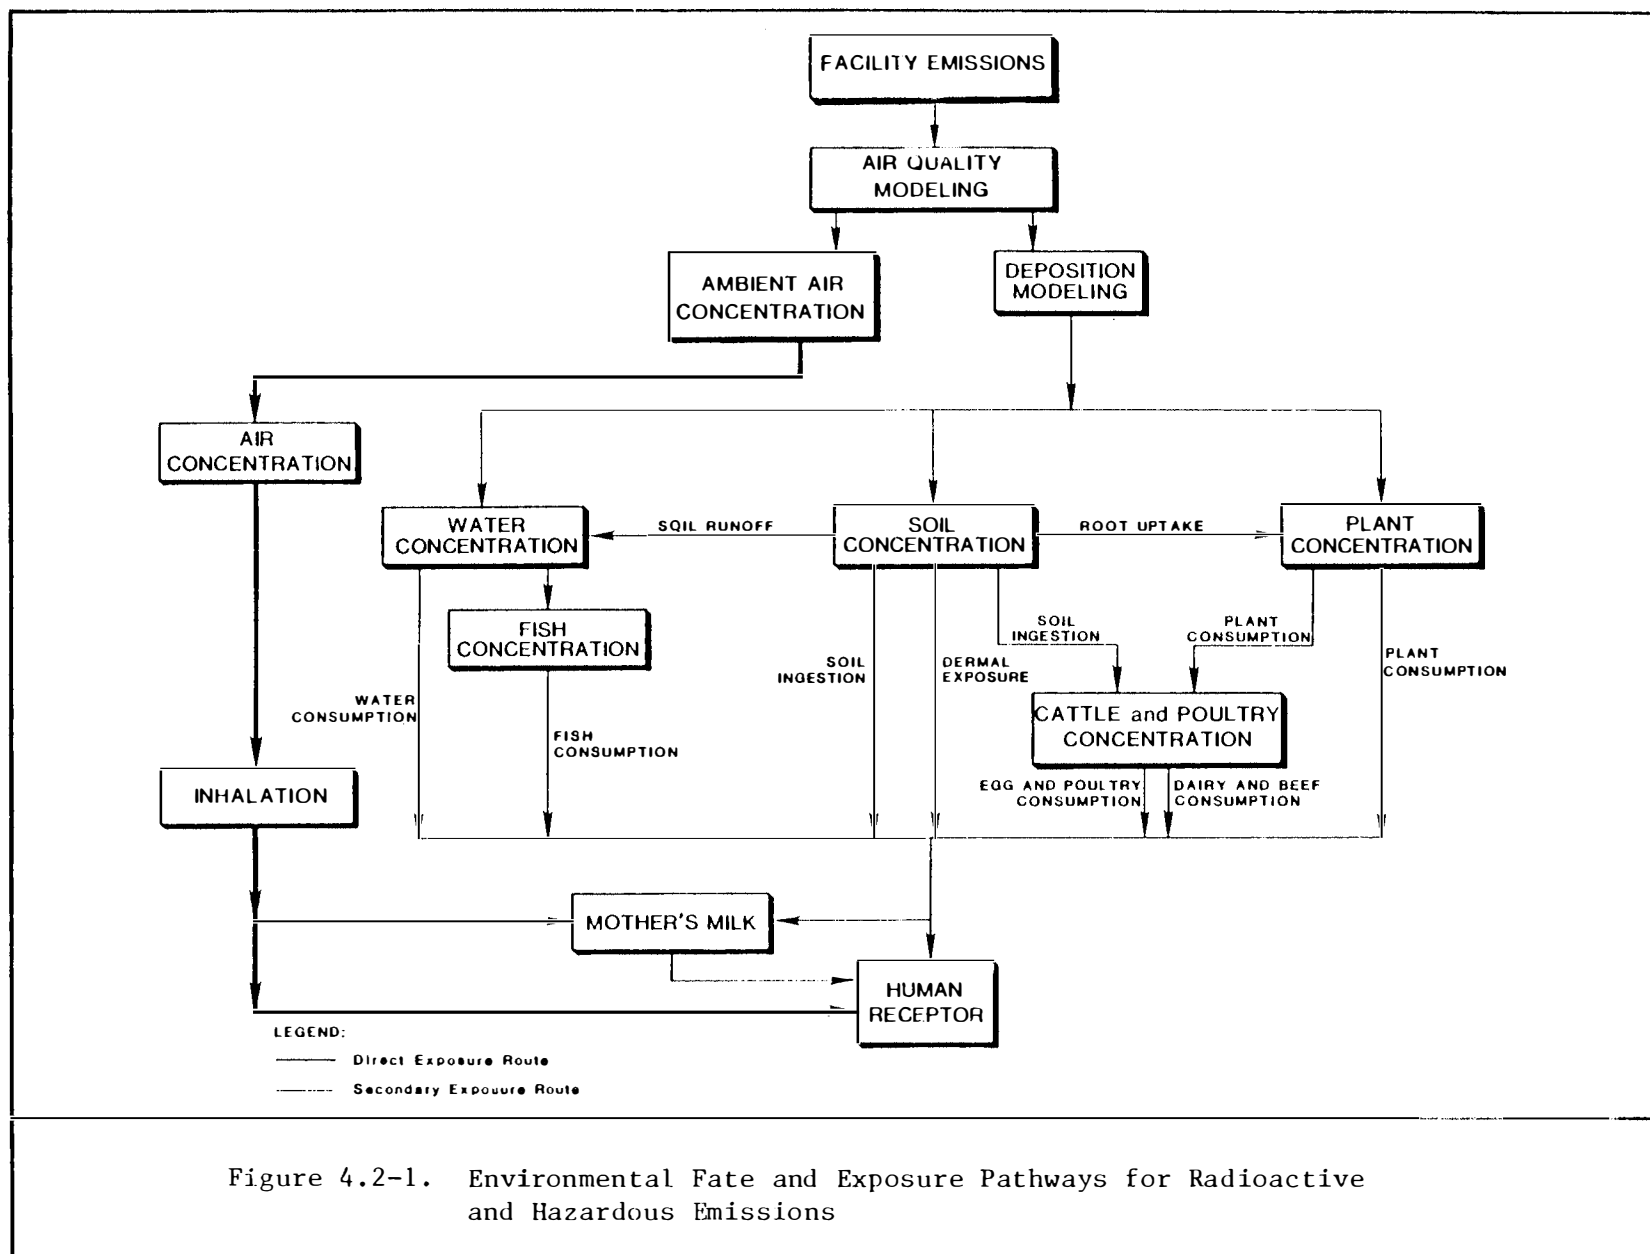 FACILITY EMISSIONS
AIR QUALITY
MODELING
AMBIENT AIR
CONCENTRATION
DEPOSITION
MODELING
AIR
CONCENTRATION
WATER
CONCENTRATION
SOIL RUNOFF
SOIL
CONCENTRATION
ROOT UPTAKE
PLANT
CONCENTRATION
FISH
CONCENTRATION
SOIL
INGESTION
PLANT
CONSUMPTION
SOIL
INGESTION
DERMAL
EXPOSURE
PLANT
CONSUMPTION
WATER
CONSUMPTION
FISH
CONSUMPTION
CATTLE and POULTRY
CONCENTRATION
INHALATION
EGG AND POULTRY
CONSUMPTION
DAIRY AND BEEF
CONSUMPTION
MOTHER'S MILK
HUMAN
RECEPTOR
LEGEND:
Direct Exposure Route
Secondary Exposure Route
Figure 4.2-1. Environmental Fate and Exposure Pathways for Radioactive
and Hazardous Emissions